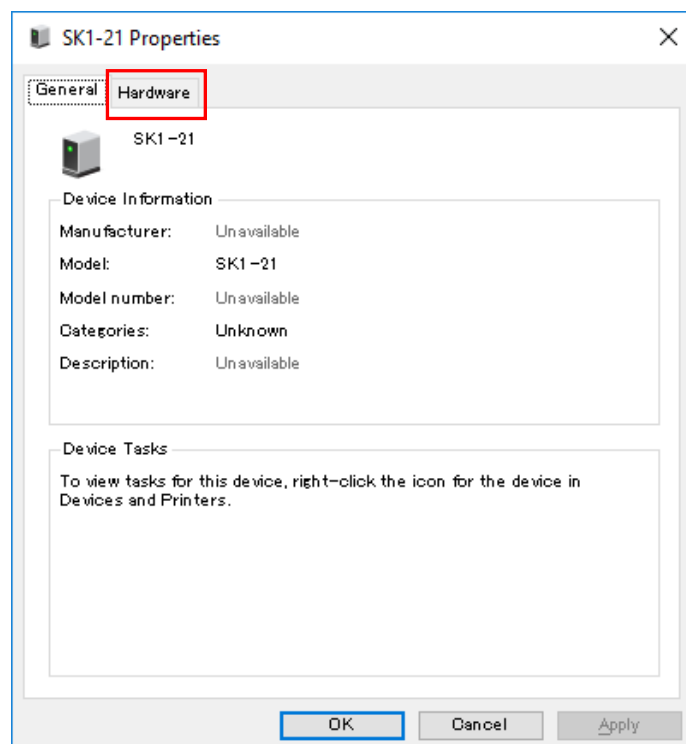 SK1-21 Properties
General Hardware
SK1-21
Device Information
Manufacturer: Unavailable
Model: SK1-21
Model number: Unavailable
Categories: Unknown
Description: Unavailable
Device Tasks
To view tasks for this device, right-click the icon for the device in
Devices and Printers.
OK Cancel Apply